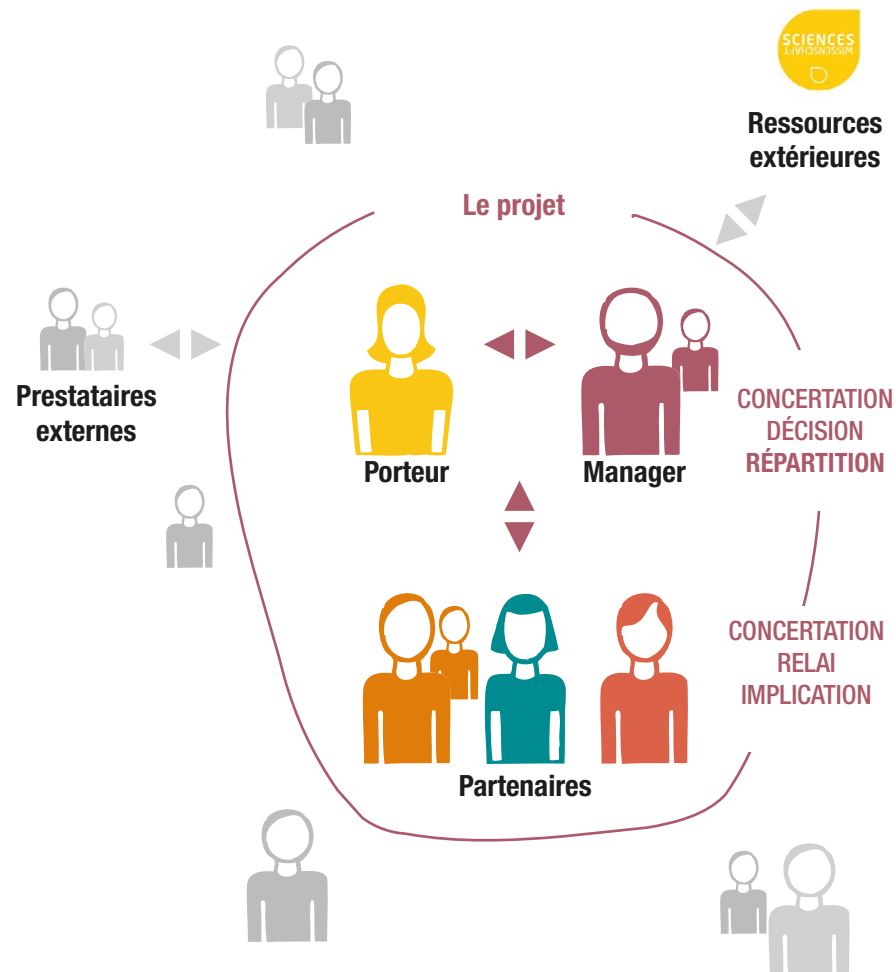 SCIENCES
WISSENSCHAFT
Ressources
extérieures
Le projet
Prestataires
externes
Porteur
Manager
CONCERTATION
DÉCISION
RÉPARTITION
CONCERTATION
RELAI
IMPLICATION
Partenaires